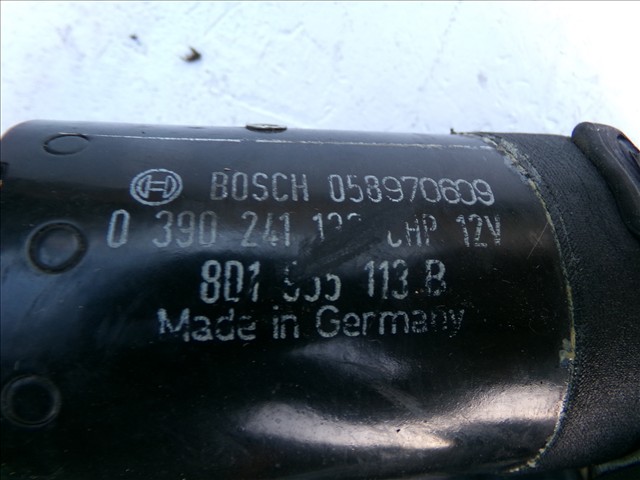 BOSCH 058970609
0 390 241 CHP 12V
8D1 113 B
Made in Germany